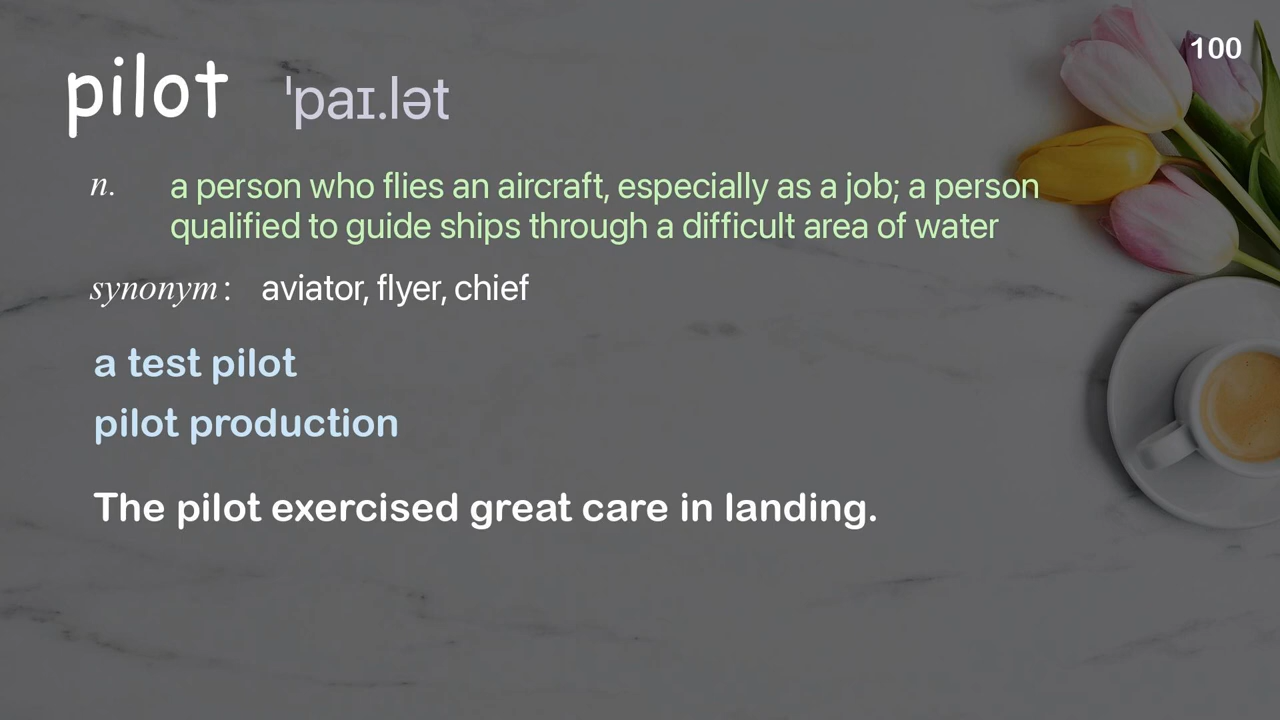 100
pilot ˈpaɪ.lət
n. a person who flies an aircraft, especially as a job; a person
qualified to guide ships through a difficult area of water
synonym: aviator, flyer, chief
a test pilot
pilot production
The pilot exercised great care in landing.